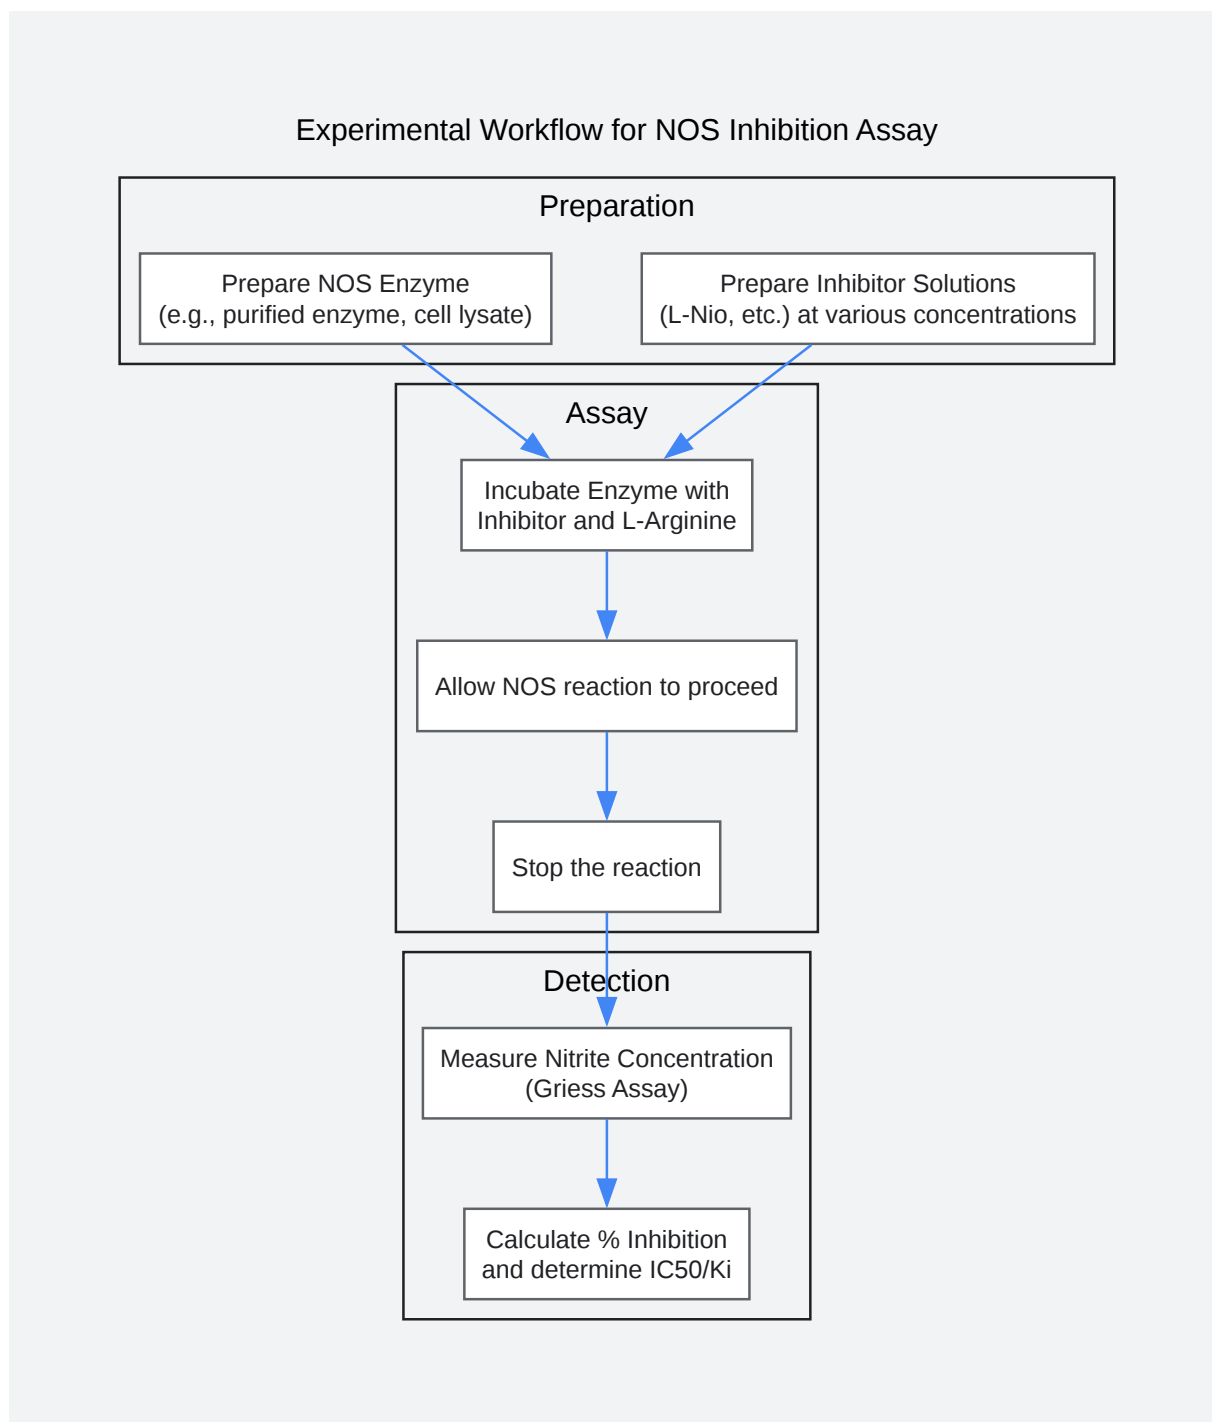 Experimental Workflow for NOS Inhibition Assay
Preparation
Prepare NOS Enzyme
(e.g., purified enzyme, cell lysate)
Prepare Inhibitor Solutions
(L-Nio, etc.) at various concentrations
Assay
Incubate Enzyme with
Inhibitor and L-Arginine
Allow NOS reaction to proceed
Stop the reaction
Detection
Measure Nitrite Concentration
(Griess Assay)
Calculate % Inhibition
and determine IC50/Ki